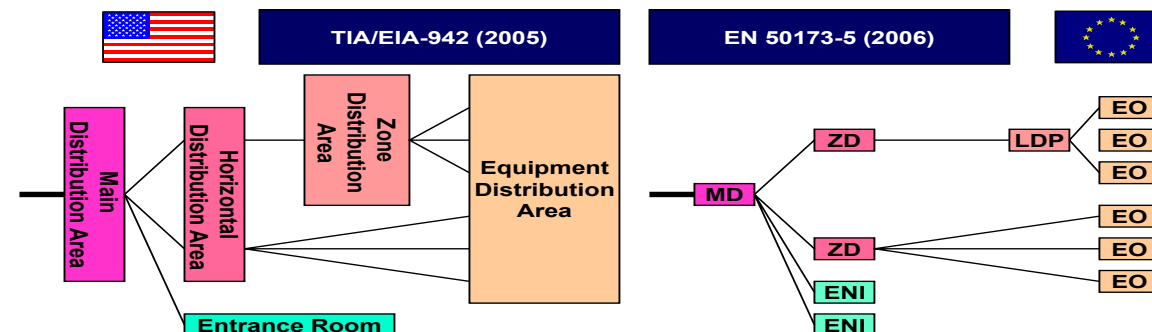 TIA/EIA-942 (2005)
EN 50173-5 (2006)
Main
Distribution Area
Horizontal
Distribution Area
Zone
Distribution
Area
Equipment
Distribution
Area
Entrance Room
MD
ZD
ZD
ENI
ENI
LDP
EO
EO
EO
EO
EO
EO